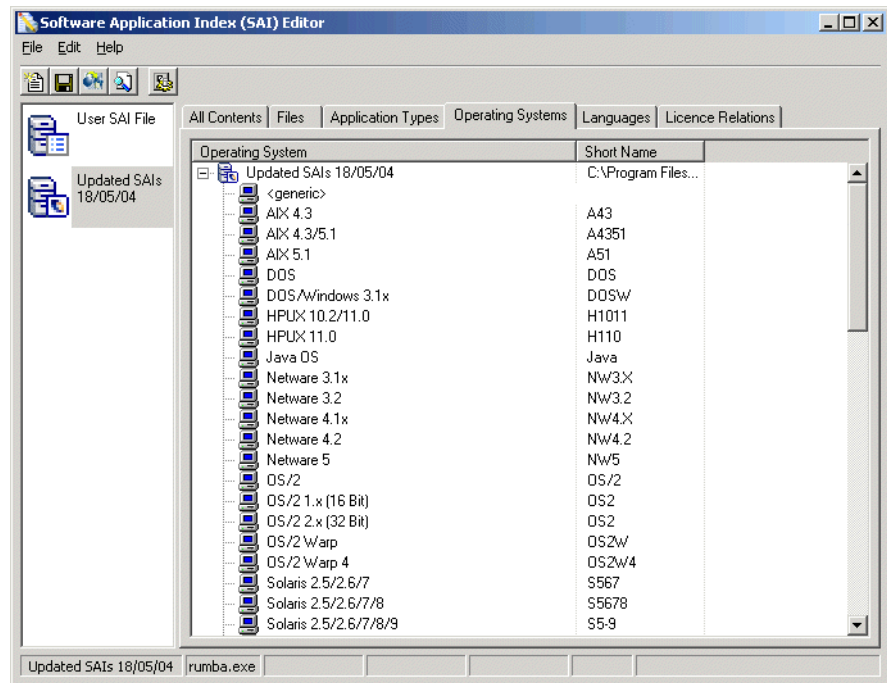 Software Application Index (SAI) Editor
File Edit Help
User SAI File
Updated SAIs
18/05/04
All Contents Files Application Types Operating Systems Languages Licence Relations
Operating System Short Name
Updated SAIs 18/05/04 C:\Program Files...
<generic>
AIX 4.3 A43
AIX 4.3/5.1 A4351
AIX 5.1 A51
DOS DOS
DOS/Windows 3.1x DOSW
HPUX 10.2/11.0 H1011
HPUX 11.0 H110
Java OS Java
Netware 3.1x NW3.X
Netware 3.2 NW3.2
Netware 4.1x NW4.X
Netware 4.2 NW4.2
Netware 5 NW5
OS/2 OS/2
OS/2 1.x (16 Bit) OS2
OS/2 2.x (32 Bit) OS2
OS/2 Warp OS2W
OS/2 Warp 4 OS2W4
Solaris 2.5/2.6/7 S567
Solaris 2.5/2.6/7/8 S5678
Solaris 2.5/2.6/7/8/9 S5-9
Updated SAIs 18/05/04 rumba.exe